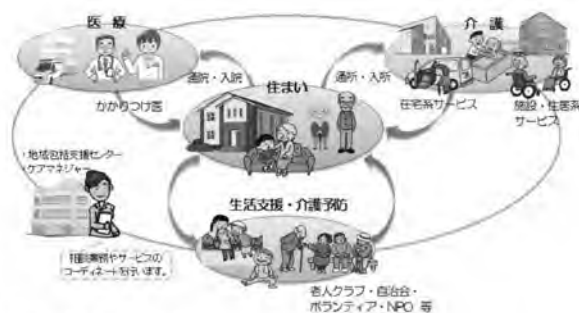 医療
介護
通院・入院
住まい
通所・入所
かかりつけ医
在宅系サービス
施設・住居系
サービス
・地域包括支援センター
・ケアマネジャー
生活支援・介護予防
相談業務やサービスの
コーディネートを行います。
老人クラブ・自治会・
ボランティア・NPO 等